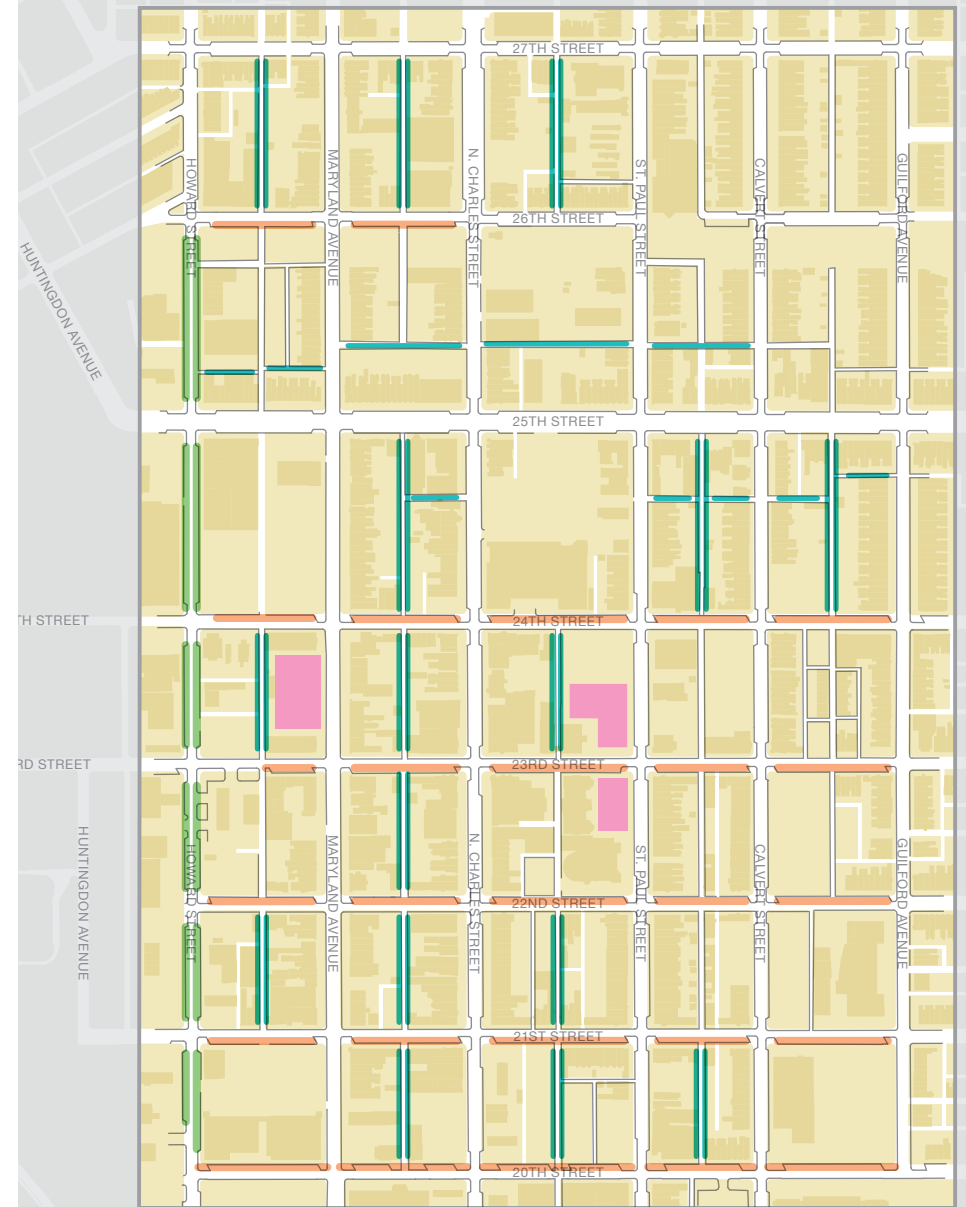 27TH STREET
HOWARD STREET
MARYLAND AVENUE
N. CHARLES STREET
ST. PAUL STREET
CALVERT STREET
GUILFORD AVENUE
26TH STREET
HUNTINGDON AVENUE
25TH STREET
TH STREET
24TH STREET
RD STREET
23RD STREET
HUNTINGDON AVENUE
HOWARD STREET
MARYLAND AVENUE
N. CHARLES STREET
ST. PAUL STREET
CALVERT STREET
GUILFORD AVENUE
22ND STREET
21ST STREET
20TH STREET